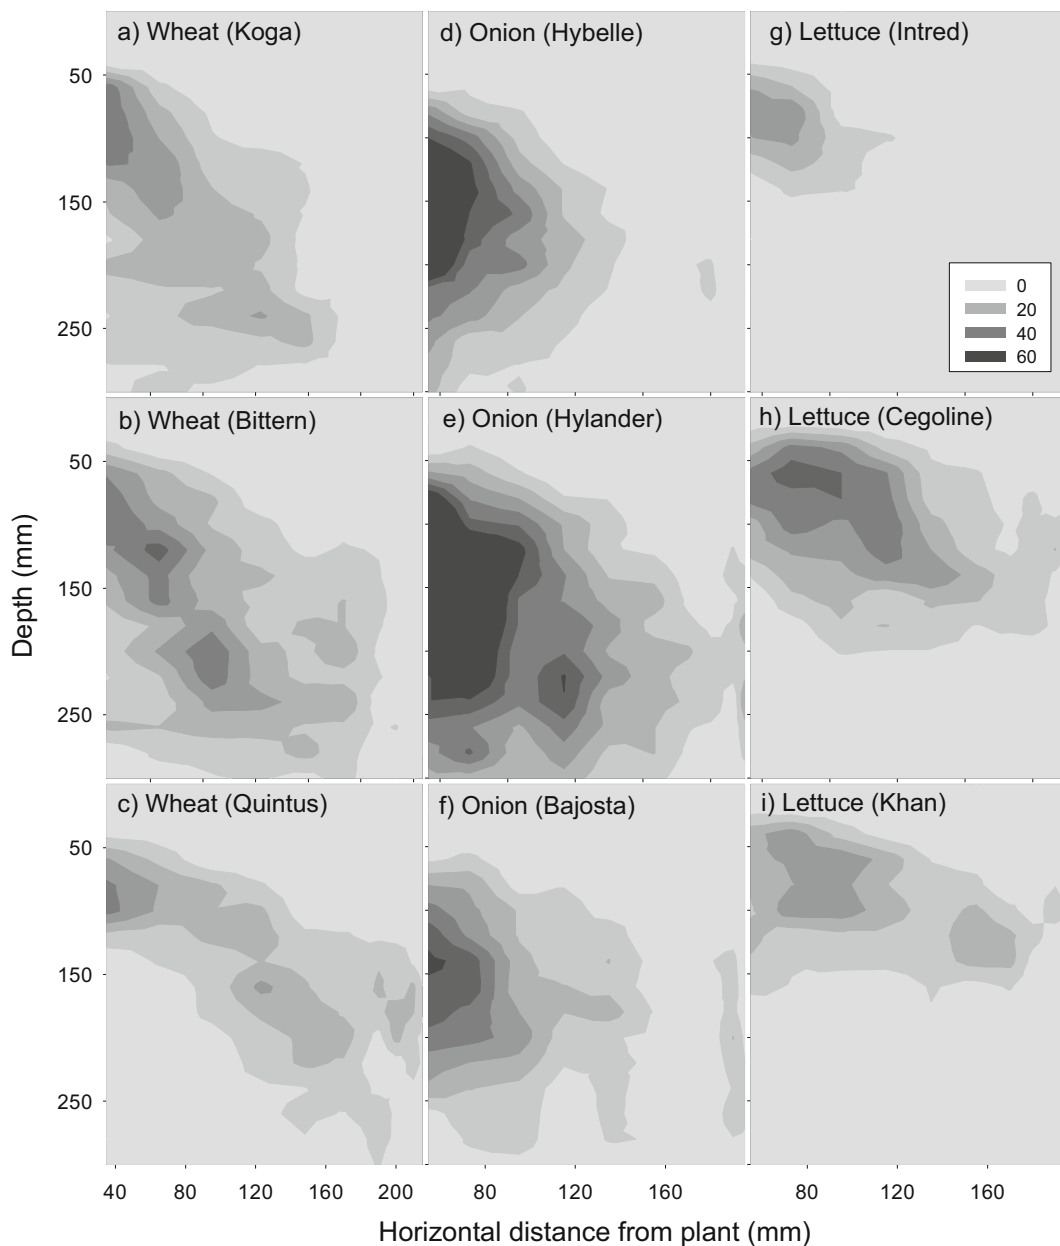 a) Wheat (Koga)
d) Onion (Hybelle)
g) Lettuce (Intred)
50
150
250
0
20
40
60
b) Wheat (Bittern)
e) Onion (Hylander)
h) Lettuce (Cegoline)
50
150
250
Depth (mm)
c) Wheat (Quintus)
f) Onion (Bajosta)
i) Lettuce (Khan)
50
150
250
40 80 120 160 200
80 120 160
80 120 160
Horizontal distance from plant (mm)